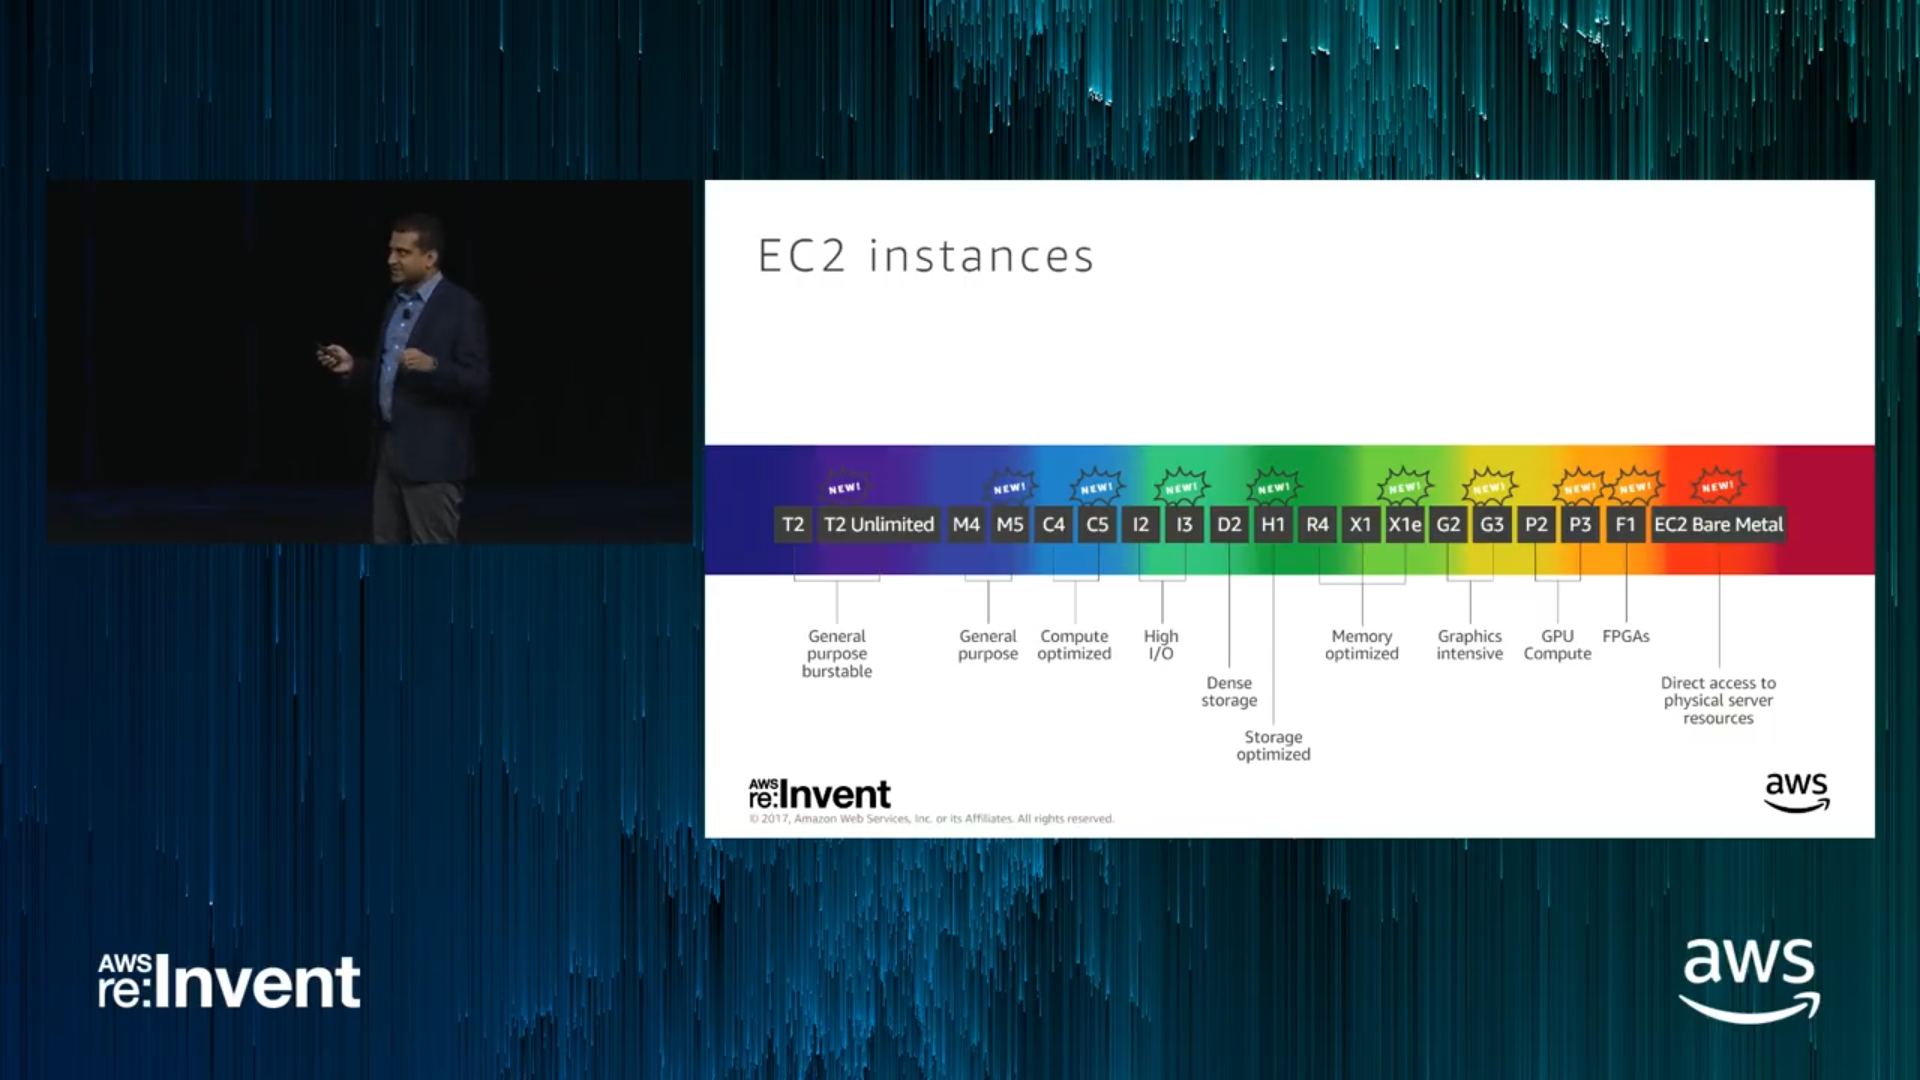 EC2 instances
NEW! NEW! NEW! NEW! NEW! NEW! NEW! NEW! NEW! NEW!
T2 T2 Unlimited M4 M5 C4 C5 I2 I3 D2 H1 R4 X1 X1e G2 G3 P2 P3 F1 EC2 Bare Metal
General
purpose
burstable
General
purpose
Compute
optimized
High
I/O
Dense
storage
Storage
optimized
Memory
optimized
Graphics
intensive
GPU
Compute
FPGAs
Direct access to
physical server
resources
AWS
re:Invent
© 2017, Amazon Web Services, Inc. or its Affiliates. All rights reserved.
aws
AWS
re:Invent
aws